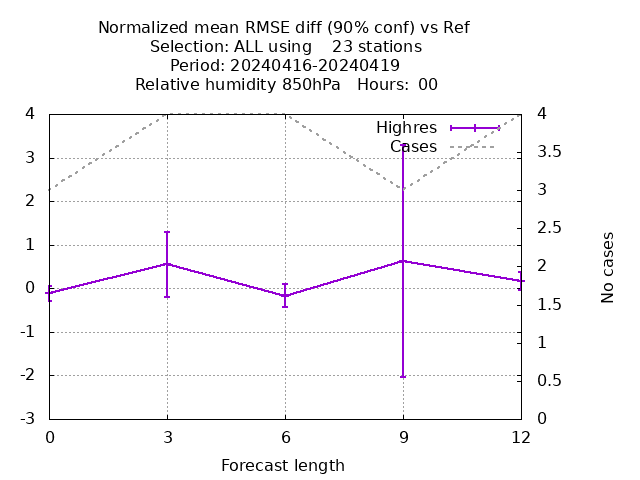 Normalized mean RMSE diff (90% conf) vs Ref
Selection: ALL using    23 stations
Period: 20240416-20240419
Relative humidity 850hPa   Hours:  00
Highres
Cases
4
3
2
1
0
-1
-2
-3
4
3.5
3
2.5
2
1.5
1
0.5
0
No cases
0 3 6 9 12
Forecast length